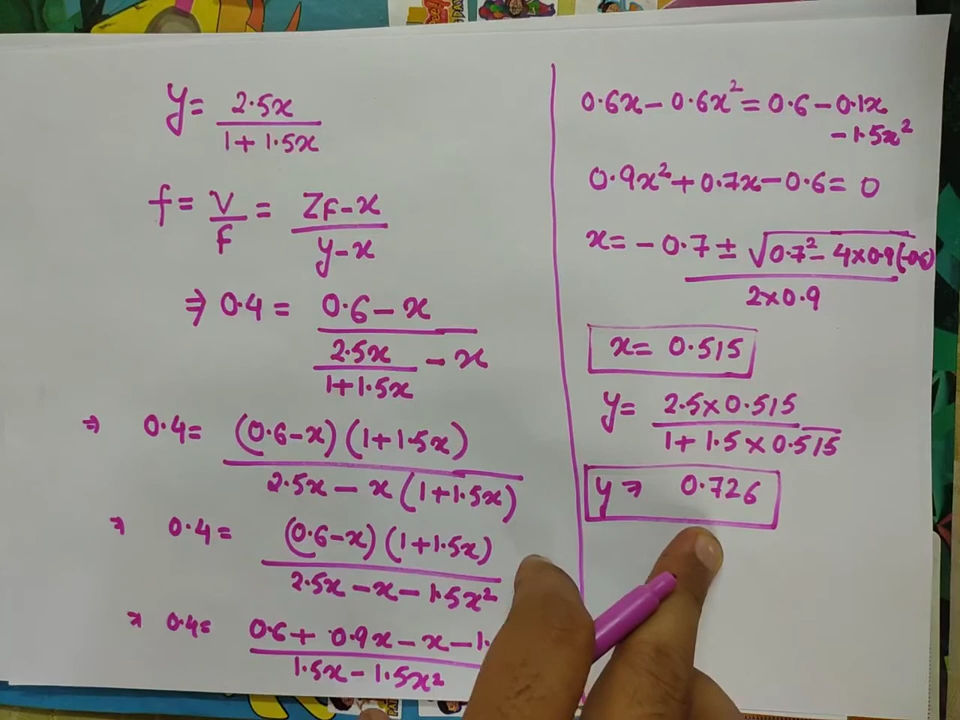 y = 2.5x / 1 + 1.5x
f = V / F = ZF - x / y - x
⇒ 0.4 = 0.6 - x / (2.5x / 1 + 1.5x) - x
⇒ 0.4 = (0.6 - x) (1 + 1.5x) / 2.5x - x (1 + 1.5x)
⇒ 0.4 = (0.6 - x) (1 + 1.5x) / 2.5x - x - 1.5x²
⇒ 0.4 = 0.6 + 0.9x - x - 1. / 1.5x - 1.5x²
0.6x - 0.6x² = 0.6 - 0.1x
- 1.5x²
0.9x² + 0.7x - 0.6 = 0
x = - 0.7 ± √0.7² - 4×0.9(-0.6) / 2×0.9
x = 0.515
y = 2.5×0.515 / 1 + 1.5×0.515
y ⇒ 0.726